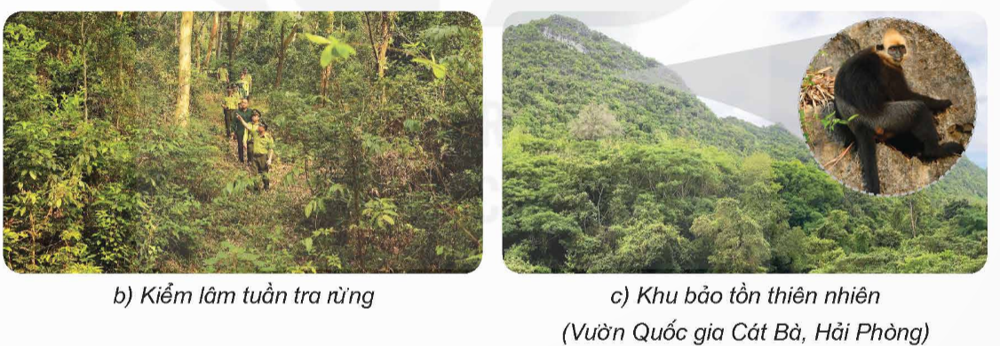 b) Kiểm lâm tuần tra rừng
c) Khu bảo tồn thiên nhiên
(Vườn Quốc gia Cát Bà, Hải Phòng)